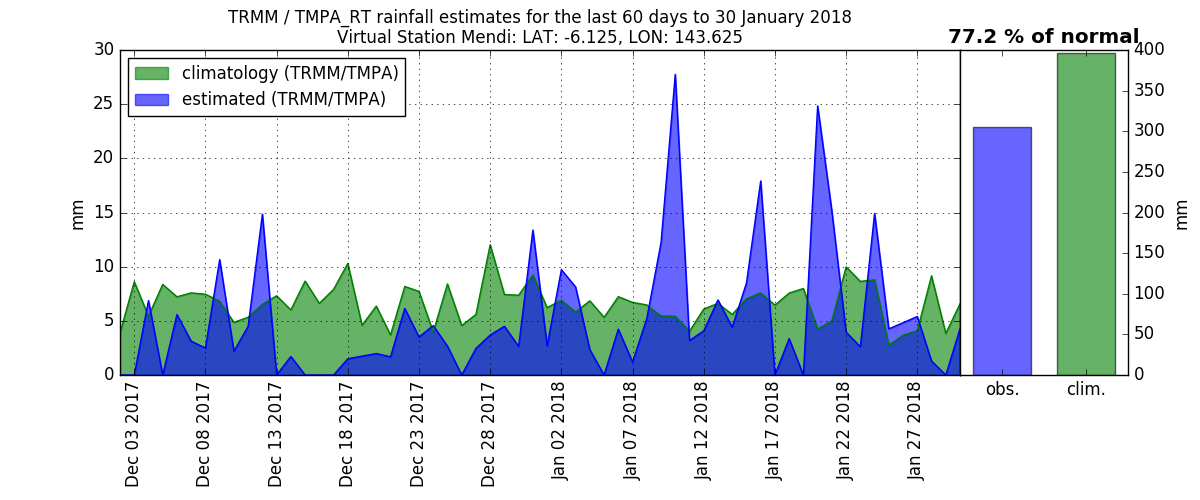 TRMM / TMPA_RT rainfall estimates for the last 60 days to 30 January 2018
Virtual Station Mendi: LAT: -6.125, LON: 143.625
77.2 % of normal
climatology (TRMM/TMPA)
estimated (TRMM/TMPA)
30
25
20
15
10
5
0
mm
400
350
300
250
200
150
100
50
0
mm
Dec 03 2017
Dec 08 2017
Dec 13 2017
Dec 18 2017
Dec 23 2017
Dec 28 2017
Jan 02 2018
Jan 07 2018
Jan 12 2018
Jan 17 2018
Jan 22 2018
Jan 27 2018
obs.
clim.